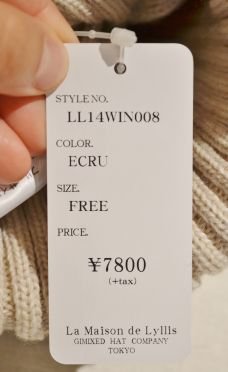 STYLE NO.
LL14WIN008
COLOR.
ECRU
SIZE.
FREE
PRICE.
¥7800
(+tax)
La Maison de Lyllis
GIMIXED HAT COMPANY
TOKYO